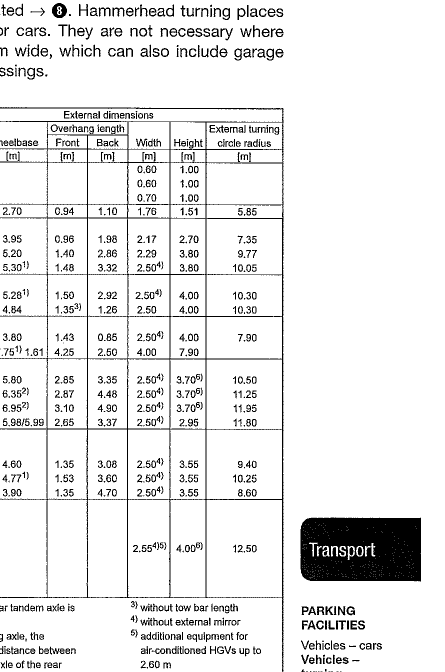 ted → 8. Hammerhead turning places
or cars. They are not necessary where
m wide, which can also include garage
ssings.
External dimensions
Overhang length External turning
heelbase Front Back Width Height circle radius
[m] [m] [m] [m] [m] [m]
0.60 1.00
0.60 1.00
0.70 1.00
2.70 0.94 1.10 1.76 1.51 5.85
3.95 0.96 1.98 2.17 2.70 7.35
5.20 1.40 2.86 2.29 3.80 9.77
5.30¹⁾ 1.48 3.32 2.50⁴⁾ 3.80 10.05
5.28¹⁾ 1.50 2.92 2.50⁴⁾ 4.00 10.30
4.84 1.35³⁾ 1.26 2.50 4.00 10.30
3.80 1.43 0.85 2.50⁴⁾ 4.00 7.90
.75¹⁾ 1.61 4.25 2.50 4.00 7.90
5.80 2.85 3.35 2.50⁴⁾ 3.70⁶⁾ 10.50
6.35²⁾ 2.87 4.48 2.50⁴⁾ 3.70⁶⁾ 11.25
6.95²⁾ 3.10 4.90 2.50⁴⁾ 3.70⁶⁾ 11.95
5.98/5.99 2.65 3.37 2.50⁴⁾ 2.95 11.80
4.60 1.35 3.08 2.50⁴⁾ 3.55 9.40
4.77¹⁾ 1.53 3.60 2.50⁴⁾ 3.55 10.25
3.90 1.35 4.70 2.50⁴⁾ 3.55 8.60
2.55⁴⁾⁵⁾ 4.00⁶⁾ 12.50
Transport
ar tandem axle is
g axle, the
distance between
xle of the rear
³⁾ without tow bar length
⁴⁾ without external mirror
⁵⁾ additional equipment for
air-conditioned HGVs up to
2.60 m
PARKING
FACILITIES
Vehicles – cars
Vehicles –